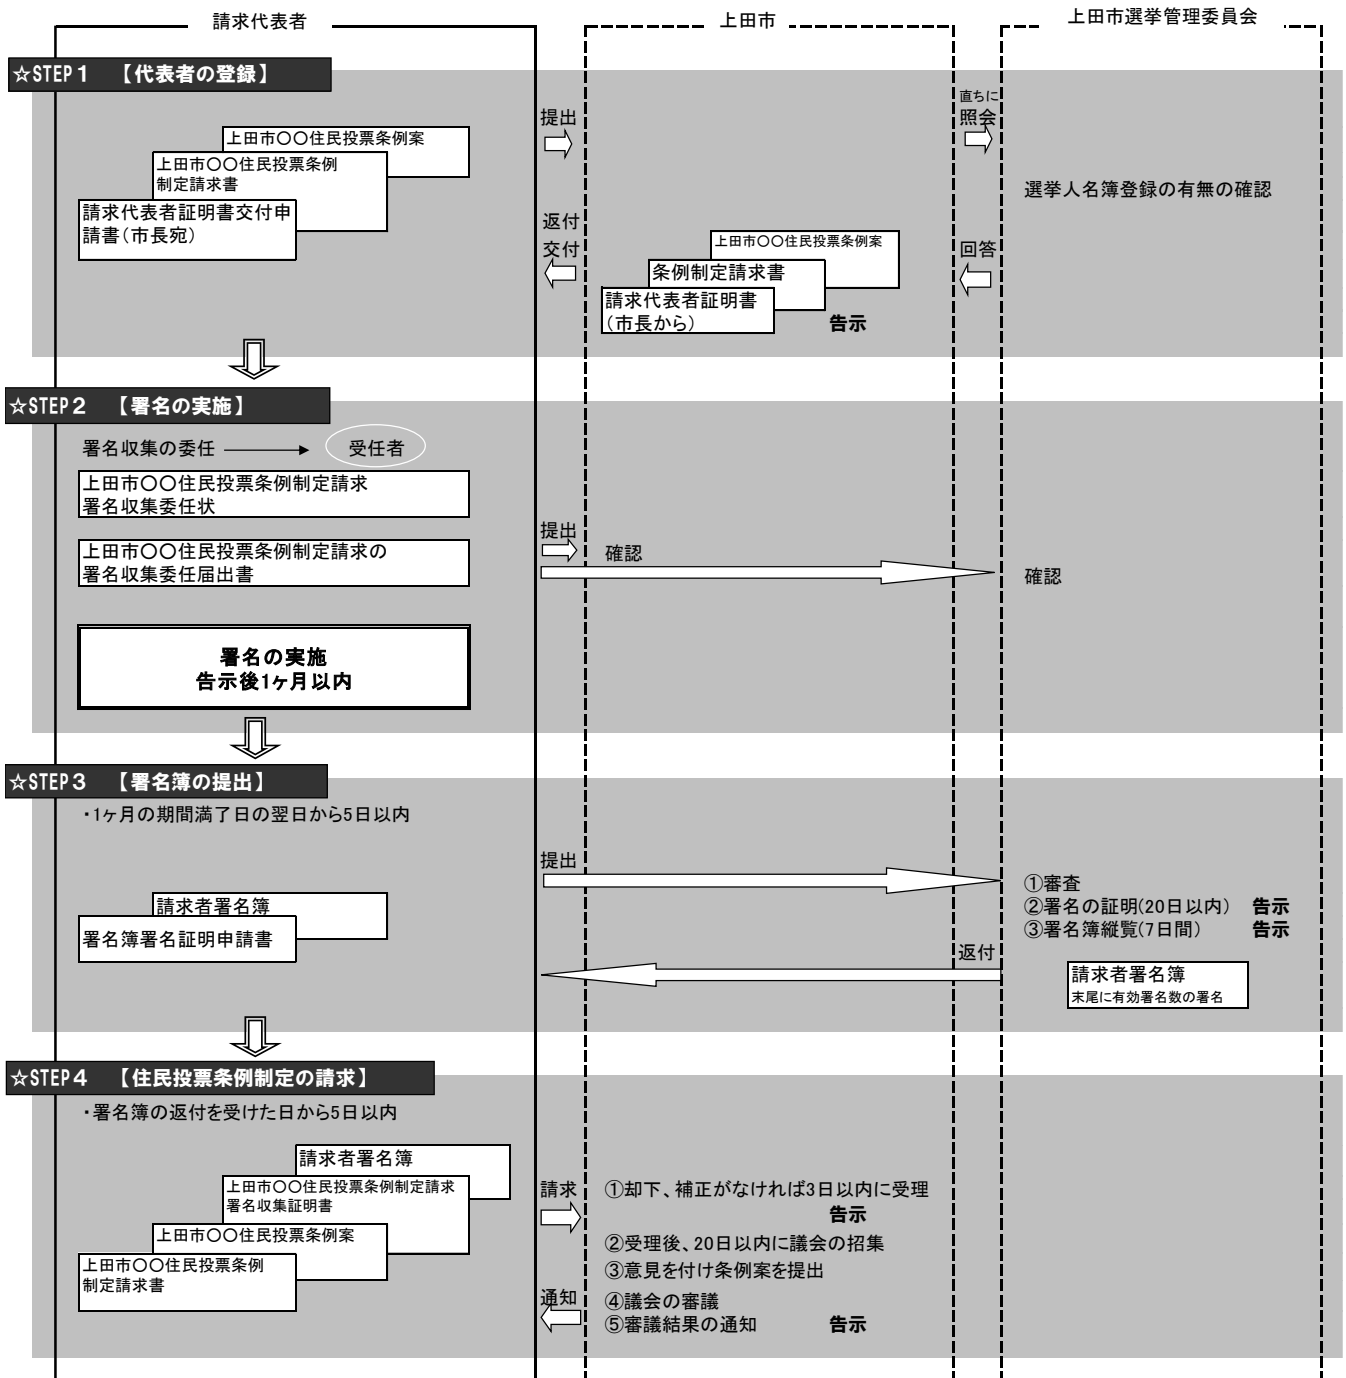 請求代表者
上田市
上田市選挙管理委員会
☆STEP1 【代表者の登録】
上田市〇〇住民投票条例案
上田市〇〇住民投票条例
制定請求書
請求代表者証明書交付申
請書(市長宛)
提出
直ちに
照会
選挙人名簿登録の有無の確認
返付
交付
上田市〇〇住民投票条例案
条例制定請求書
請求代表者証明書
(市長から)
告示
回答
☆STEP2 【署名の実施】
署名収集の委任
受任者
上田市〇〇住民投票条例制定請求
署名収集委任状
上田市〇〇住民投票条例制定請求の
署名収集委任届出書
提出
確認
確認
署名の実施
告示後1ヶ月以内
☆STEP3 【署名簿の提出】
・1ヶ月の期間満了日の翌日から5日以内
提出
請求者署名簿
署名簿署名証明申請書
①審査
②署名の証明(20日以内) 告示
③署名簿縦覧(7日間) 告示
返付
請求者署名簿
末尾に有効署名数の署名
☆STEP4 【住民投票条例制定の請求】
・署名簿の返付を受けた日から5日以内
請求者署名簿
上田市〇〇住民投票条例制定請求
署名収集証明書
上田市〇〇住民投票条例案
上田市〇〇住民投票条例
制定請求書
請求
①却下、補正がなければ3日以内に受理
告示
②受理後、20日以内に議会の招集
③意見を付け条例案を提出
通知
④議会の審議
⑤審議結果の通知 告示